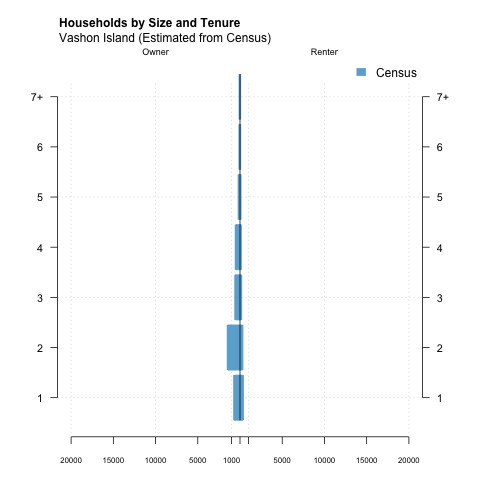 Households by Size and Tenure
Vashon Island (Estimated from Census)
Owner Renter
Census
7+ 7+
6 6
5 5
4 4
3 3
2 2
1 1
20000 15000 10000 5000 1000 5000 10000 15000 20000